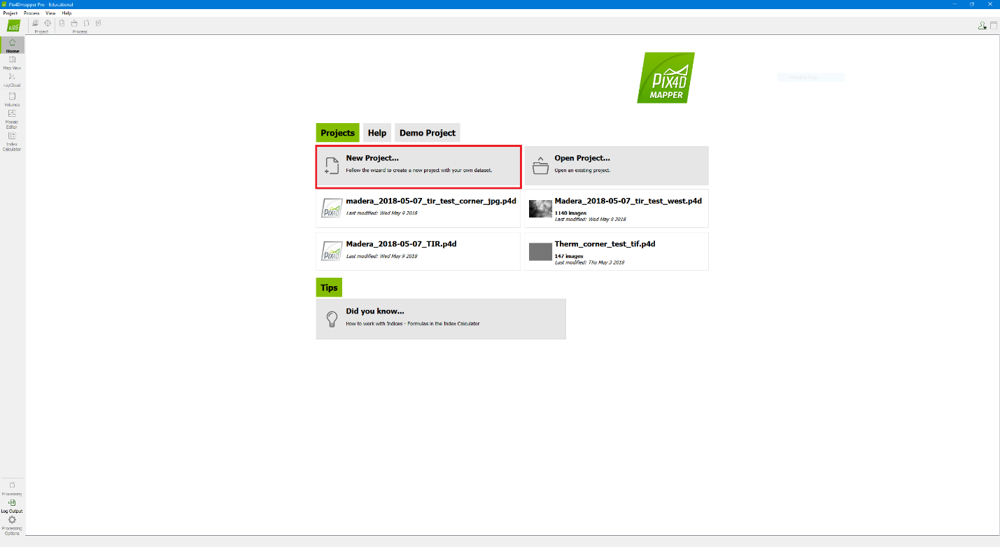 Pix4Dmapper Pro - Educational
Project Process View Help
Project
Process
Home
Map View
rayCloud
Volumes
Mosaic
Editor
Index
Calculator
PIX4D
MAPPER
Projects
Help
Demo Project
New Project...
Follow the wizard to create a new project with your own dataset.
Open Project...
Open an existing project.
madera_2018-05-07_tir_test_corner_jpg.p4d
Last modified: Wed May 9 2018
Madera_2018-05-07_tir_test_west.p4d
1140 images
Last modified: Wed May 9 2018
Madera_2018-05-07_TIR.p4d
Last modified: Wed May 9 2018
Therm_corner_test_tif.p4d
147 images
Last modified: Thu May 3 2018
Tips
Did you know...
How to work with Indices - Formulas in the Index Calculator
Processing
Log Output
Processing
Options